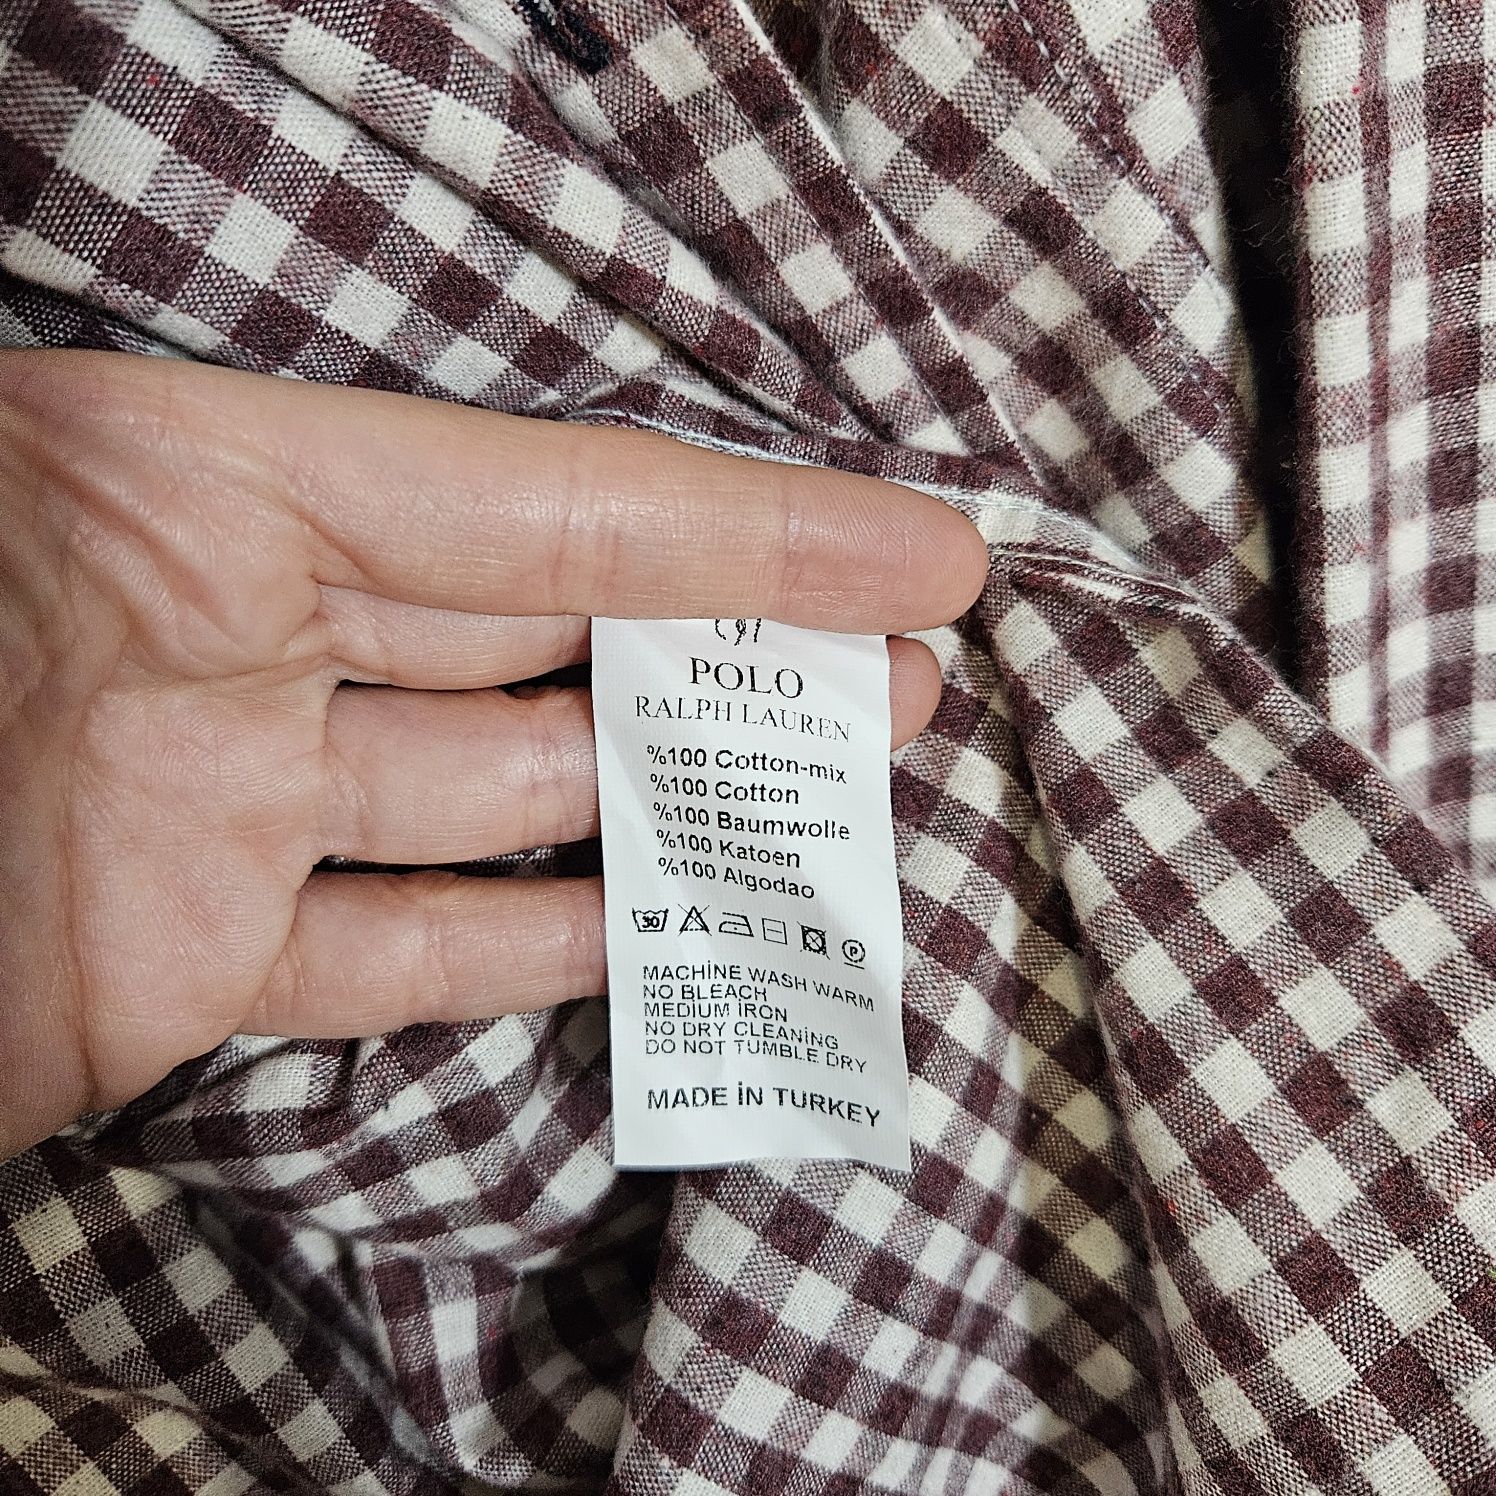 POLO
RALPH LAUREN
%100 Cotton-mix
%100 Cotton
%100 Baumwolle
%100 Katoen
%100 Algodao
30
P
MACHİNE WASH WARM
NO BLEACH
MEDIUM İRON
NO DRY CLEANİNG
DO NOT TUMBLE DRY
MADE İN TURKEY